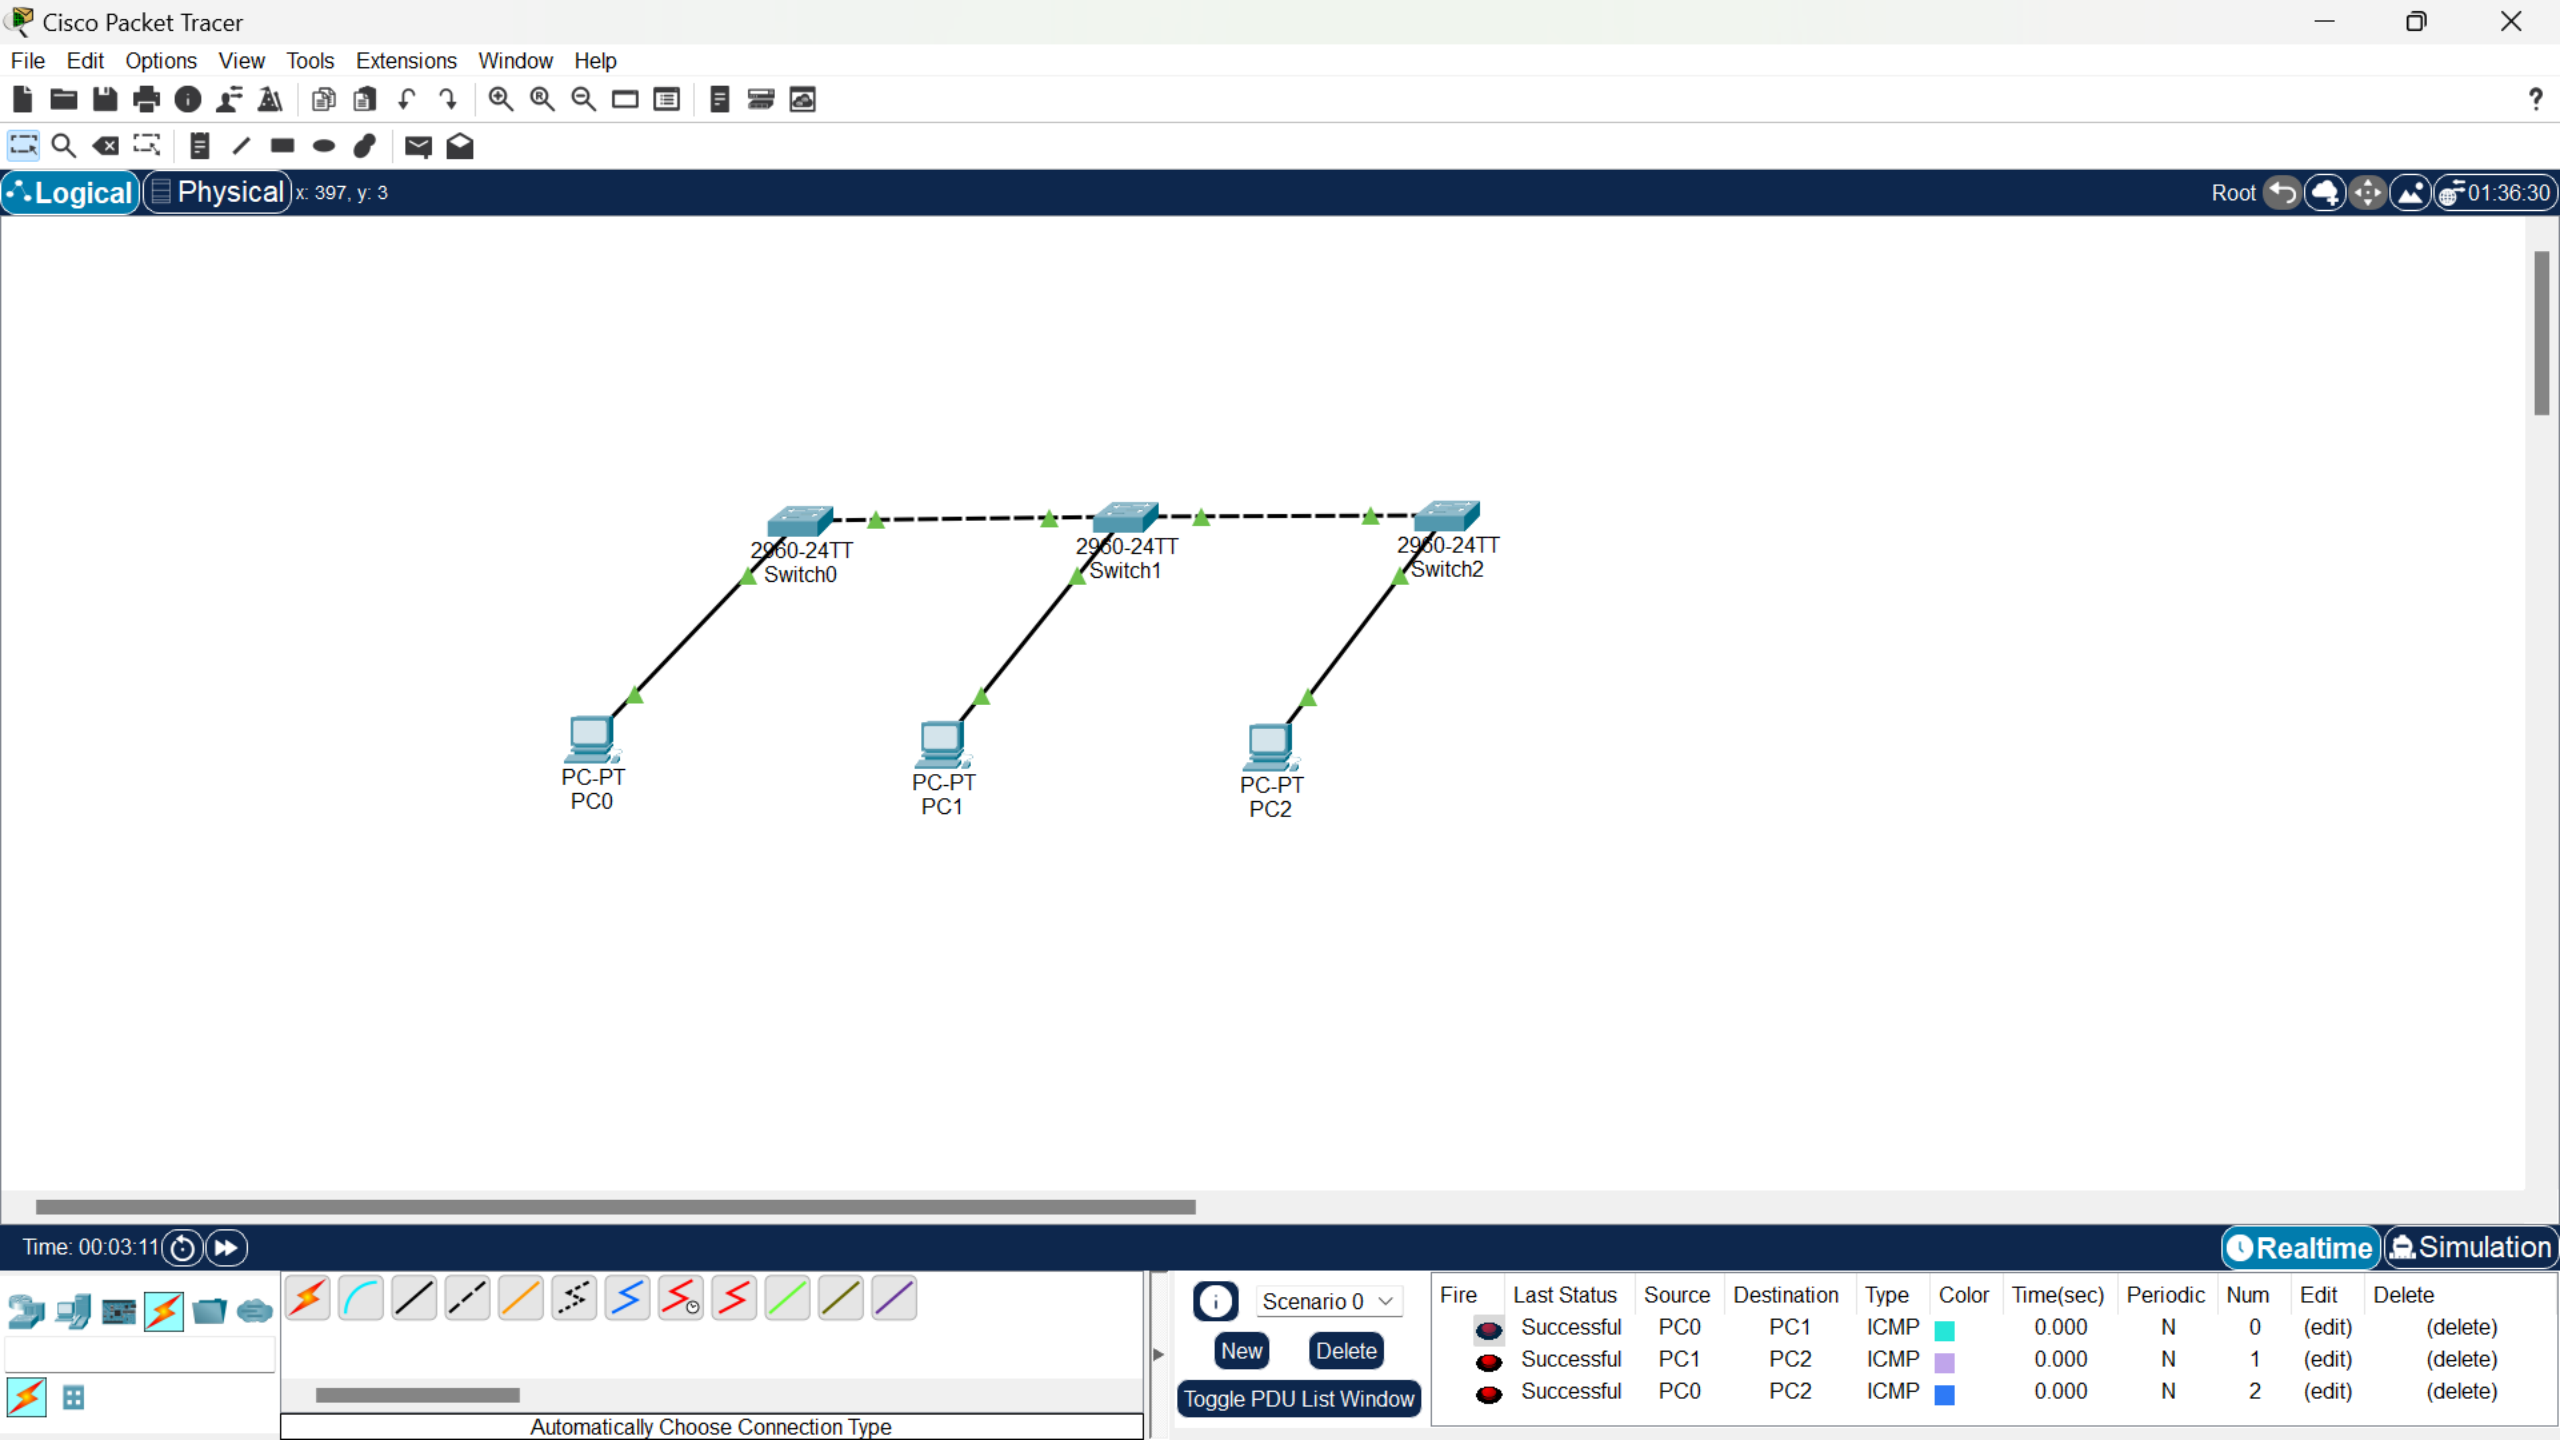 Cisco Packet Tracer
File Edit Options View Tools Extensions Window Help
?
Logical Physical x: 397, y: 3 Root 01:36:30
2960-24TT
Switch0
2960-24TT
Switch1
2960-24TT
Switch2
PC-PT
PC0
PC-PT
PC1
PC-PT
PC2
Time: 00:03:11 Realtime Simulation
Scenario 0
New Delete
Toggle PDU List Window
Fire Last Status Source Destination Type Color Time(sec) Periodic Num Edit Delete
Successful PC0 PC1 ICMP 0.000 N 0 (edit) (delete)
Successful PC1 PC2 ICMP 0.000 N 1 (edit) (delete)
Successful PC0 PC2 ICMP 0.000 N 2 (edit) (delete)
Automatically Choose Connection Type